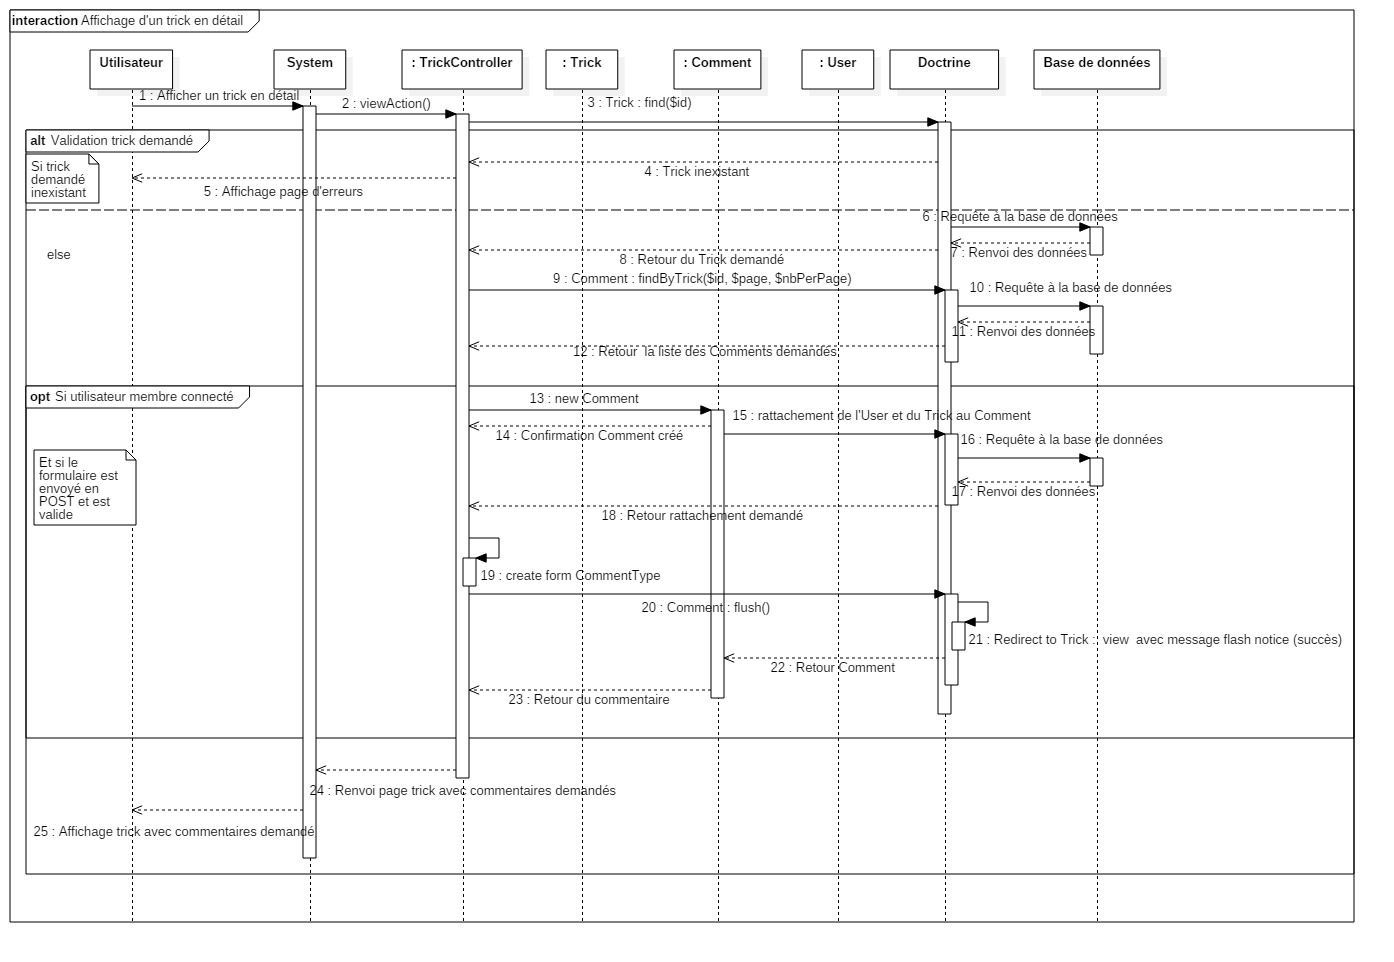 interaction Affichage d'un trick en détail
Utilisateur
System
: TrickController
: Trick
: Comment
: User
Doctrine
Base de données
1 : Afficher un trick en détail
2 : viewAction()
3 : Trick : find($id)
alt Validation trick demandé
Si trick
demandé
inexistant
4 : Trick inexistant
5 : Affichage page d'erreurs
6 : Requête à la base de données
else
7 : Renvoi des données
8 : Retour du Trick demandé
9 : Comment : findByTrick($id, $page, $nbPerPage)
10 : Requête à la base de données
11 : Renvoi des données
12 : Retour  la liste des Comments demandés
opt Si utilisateur membre connecté
13 : new Comment
14 : Confirmation Comment créé
15 : rattachement de l'User et du Trick au Comment
16 : Requête à la base de données
Et si le
formulaire est
envoyé en
POST et est
valide
17 : Renvoi des données
18 : Retour rattachement demandé
19 : create form CommentType
20 : Comment : flush()
21 : Redirect to Trick :  view  avec message flash notice (succès)
22 : Retour Comment
23 : Retour du commentaire
24 : Renvoi page trick avec commentaires demandés
25 : Affichage trick avec commentaires demandé